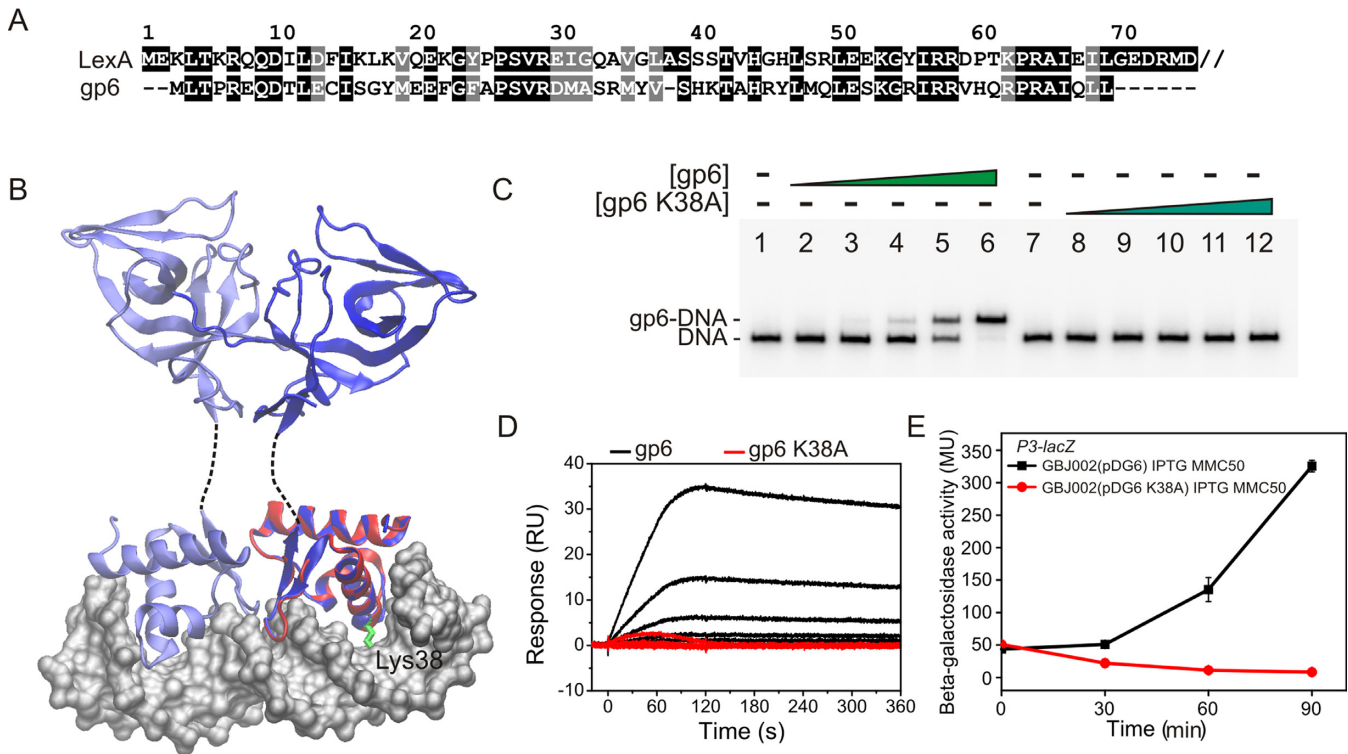 A
1 10 20 30 40 50 60 70
LexA MEKLTKRQQDILDFIKLKVQEKGYPPSVREIGQAVGLASSSTVHGHLSRLEEKGYIRRDPTKPRAIEILGEDRMD//
gp6 --MLTPREQDTLECISGYMEEFGFAPSVRDMASRMYV-SHKTAHRYLMQLESKGRIRRVHQRPRAIQLL------
B
Lys38
C
[gp6] - -
[gp6 K38A] - - - - - - -
1 2 3 4 5 6 7 8 9 10 11 12
gp6-DNA -
DNA -
D
gp6 gp6 K38A
Response (RU)
40
30
20
10
0
-10
0 60 120 180 240 300 360
Time (s)
E
P3-lacZ
GBJ002(pDG6) IPTG MMC50
GBJ002(pDG6 K38A) IPTG MMC50
Beta-galactosidase activity (MU)
350
300
250
200
150
100
50
0
0 30 60 90
Time (min)